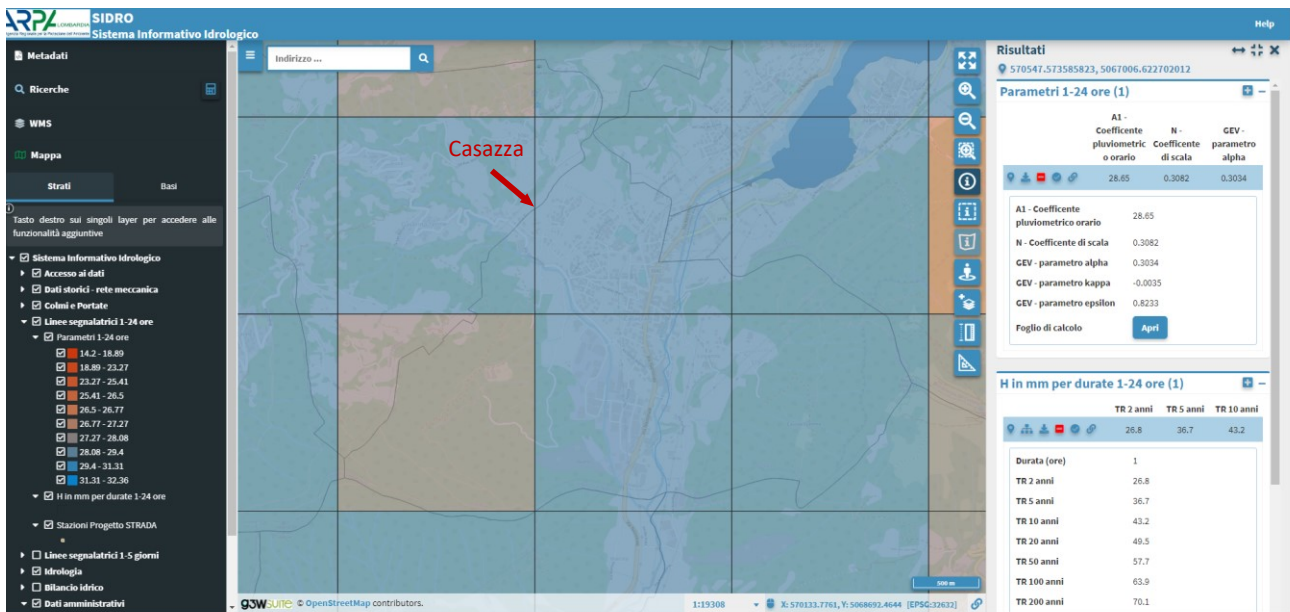 ARPA LOMBARDIA
SIDRO
Sistema Informativo Idrologico
Help
Metadati
Ricerche
WMS
Mappa
Strati Basi
Tasto destro sui singoli layer per accedere alle
funzionalità aggiuntive
Sistema Informativo Idrologico
Accesso ai dati
Dati storici - rete meccanica
Colmi e Portate
Linee segnalatrici 1-24 ore
Parametri 1-24 ore
14.2 - 18.89
18.89 - 23.27
23.27 - 25.41
25.41 - 26.5
26.5 - 26.77
26.77 - 27.27
27.27 - 28.08
28.08 - 29.4
29.4 - 31.31
31.31 - 32.36
H in mm per durate 1-24 ore
Stazioni Progetto STRADA
Linee segnalatrici 1-5 giorni
Idrologia
Bilancio idrico
Dati amministrativi
Indirizzo ...
Casazza
500 m
G3WSUITE © OpenStreetMap contributors.
1:19308
X: 570133.7761, Y: 5068692.4644 [EPSG:32632]
Risultati
570547.573585823, 5067006.622702012
Parametri 1-24 ore (1)
A1 -
Coefficente N - GEV -
pluviometric Coefficente parametro
o orario di scala alpha
28.65 0.3082 0.3034
A1 - Coefficente
pluviometrico orario 28.65
N - Coefficente di scala 0.3082
GEV - parametro alpha 0.3034
GEV - parametro kappa -0.0035
GEV - parametro epsilon 0.8233
Foglio di calcolo Apri
H in mm per durate 1-24 ore (1)
TR 2 anni TR 5 anni TR 10 anni
26.8 36.7 43.2
Durata (ore) 1
TR 2 anni 26.8
TR 5 anni 36.7
TR 10 anni 43.2
TR 20 anni 49.5
TR 50 anni 57.7
TR 100 anni 63.9
TR 200 anni 70.1